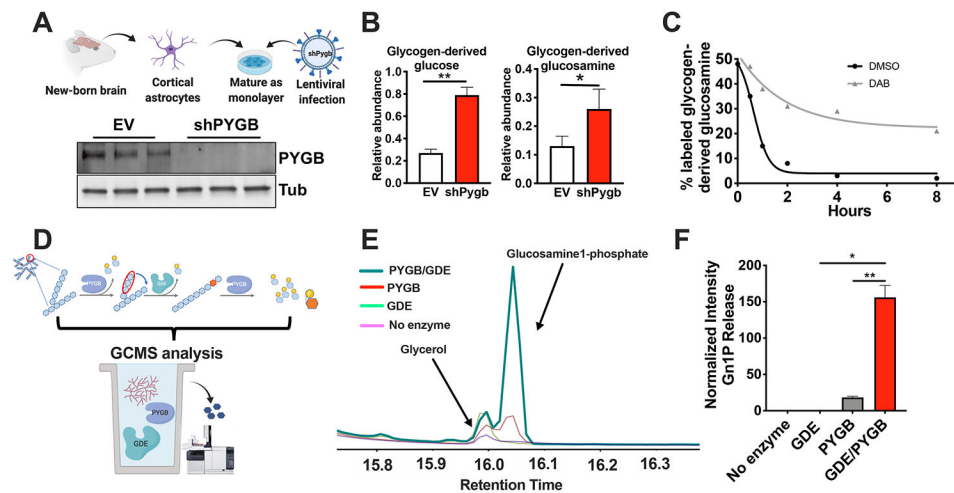 A
shPygb
New-born brain
Cortical
astrocytes
Mature as
monolayer
Lentiviral
infection
EV
shPYGB
PYGB
Tub
B
Glycogen-derived
glucose
Relative abundance
1.0
0.8
0.6
0.4
0.2
0.0
**
EV
shPygb
Glycogen-derived
glucosamine
Relative abundance
0.4
0.3
0.2
0.1
0.0
*
EV
shPygb
C
% labeled glycogen-
derived glucosamine
50
40
30
20
10
0
0
2
4
6
8
Hours
DMSO
DAB
D
PYGB
GDE
PYGB
GCMS analysis
PYGB
GDE
E
PYGB/GDE
PYGB
GDE
No enzyme
Glucosamine1-phosphate
Glycerol
15.8
15.9
16.0
16.1
16.2
16.3
Retention Time
F
Normalized Intensity
Gn1P Release
200
150
100
50
0
*
**
No enzyme
GDE
PYGB
GDE/PYGB